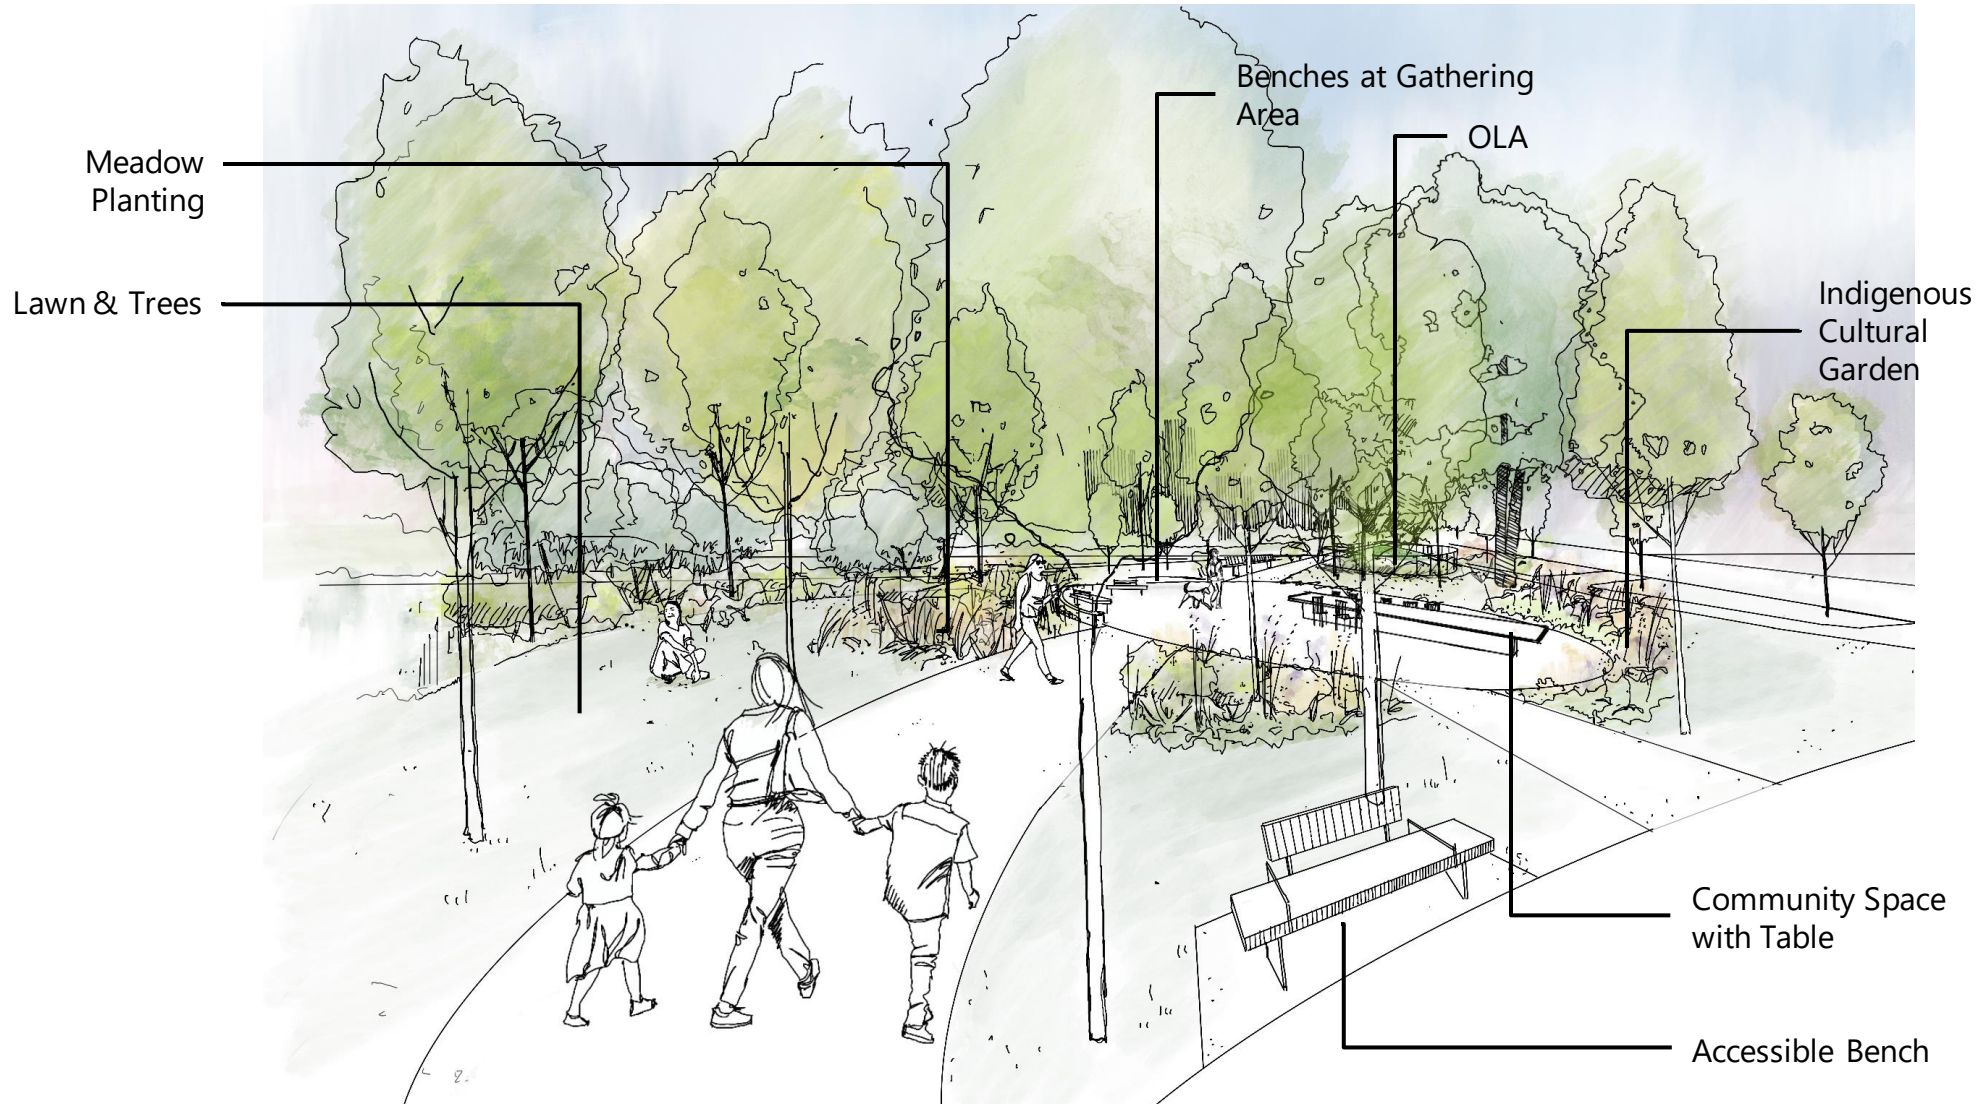 Benches at Gathering
Area
OLA
Meadow
Planting
Lawn & Trees
Indigenous
Cultural
Garden
Community Space
with Table
Accessible Bench